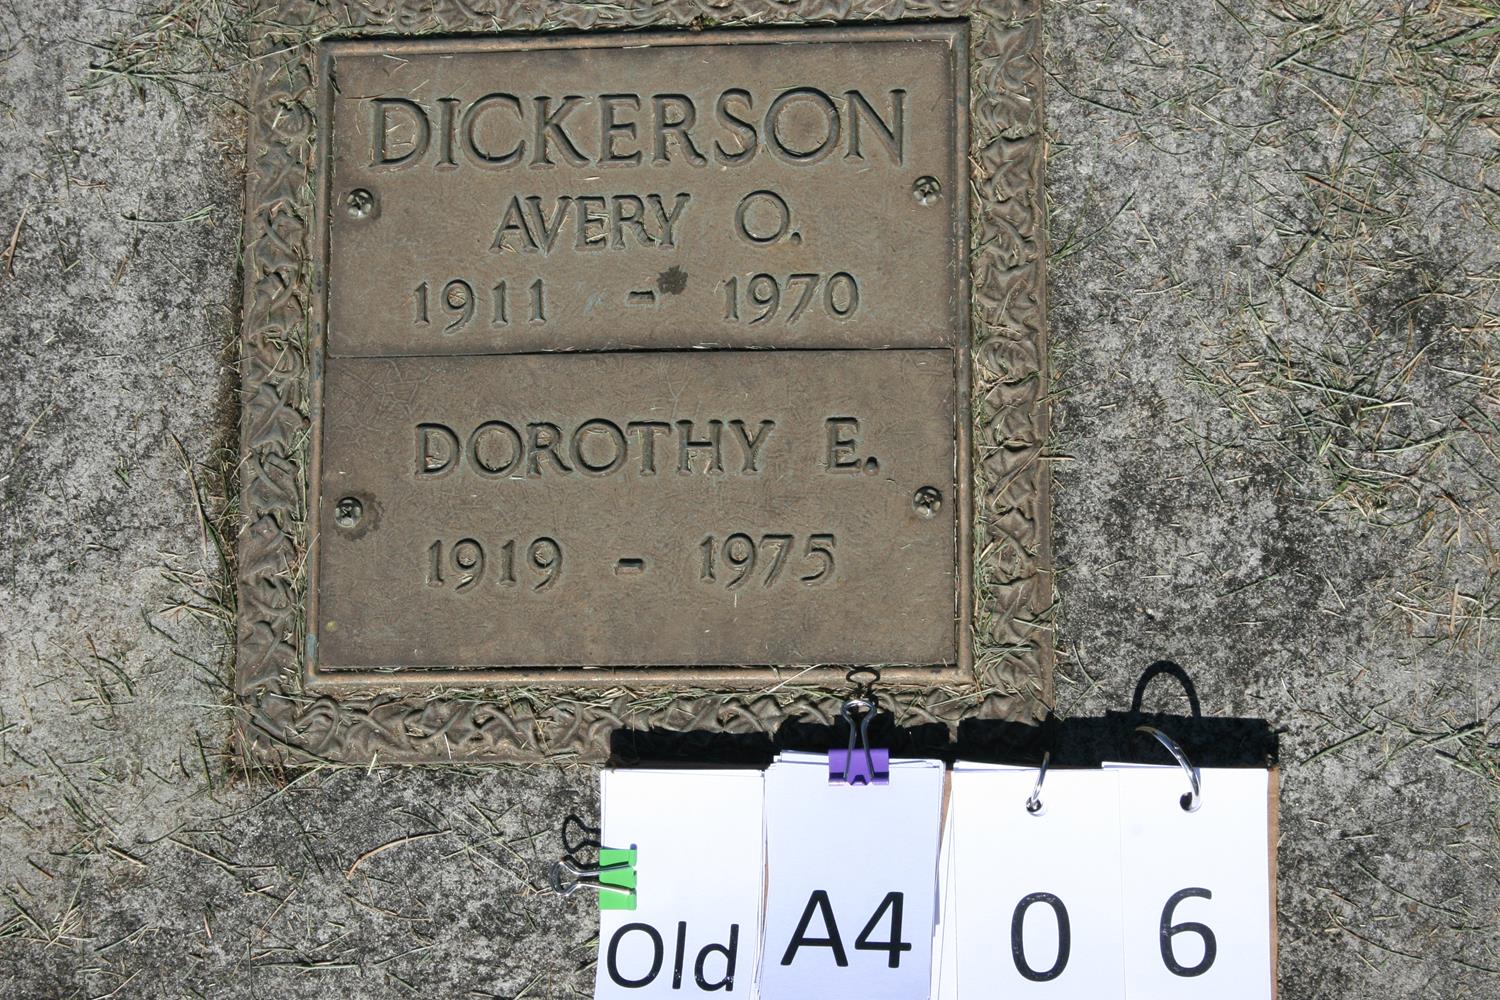 DICKERSON
AVERY O.
1911 - 1970
DOROTHY E.
1919 - 1975
Old A4 0 6